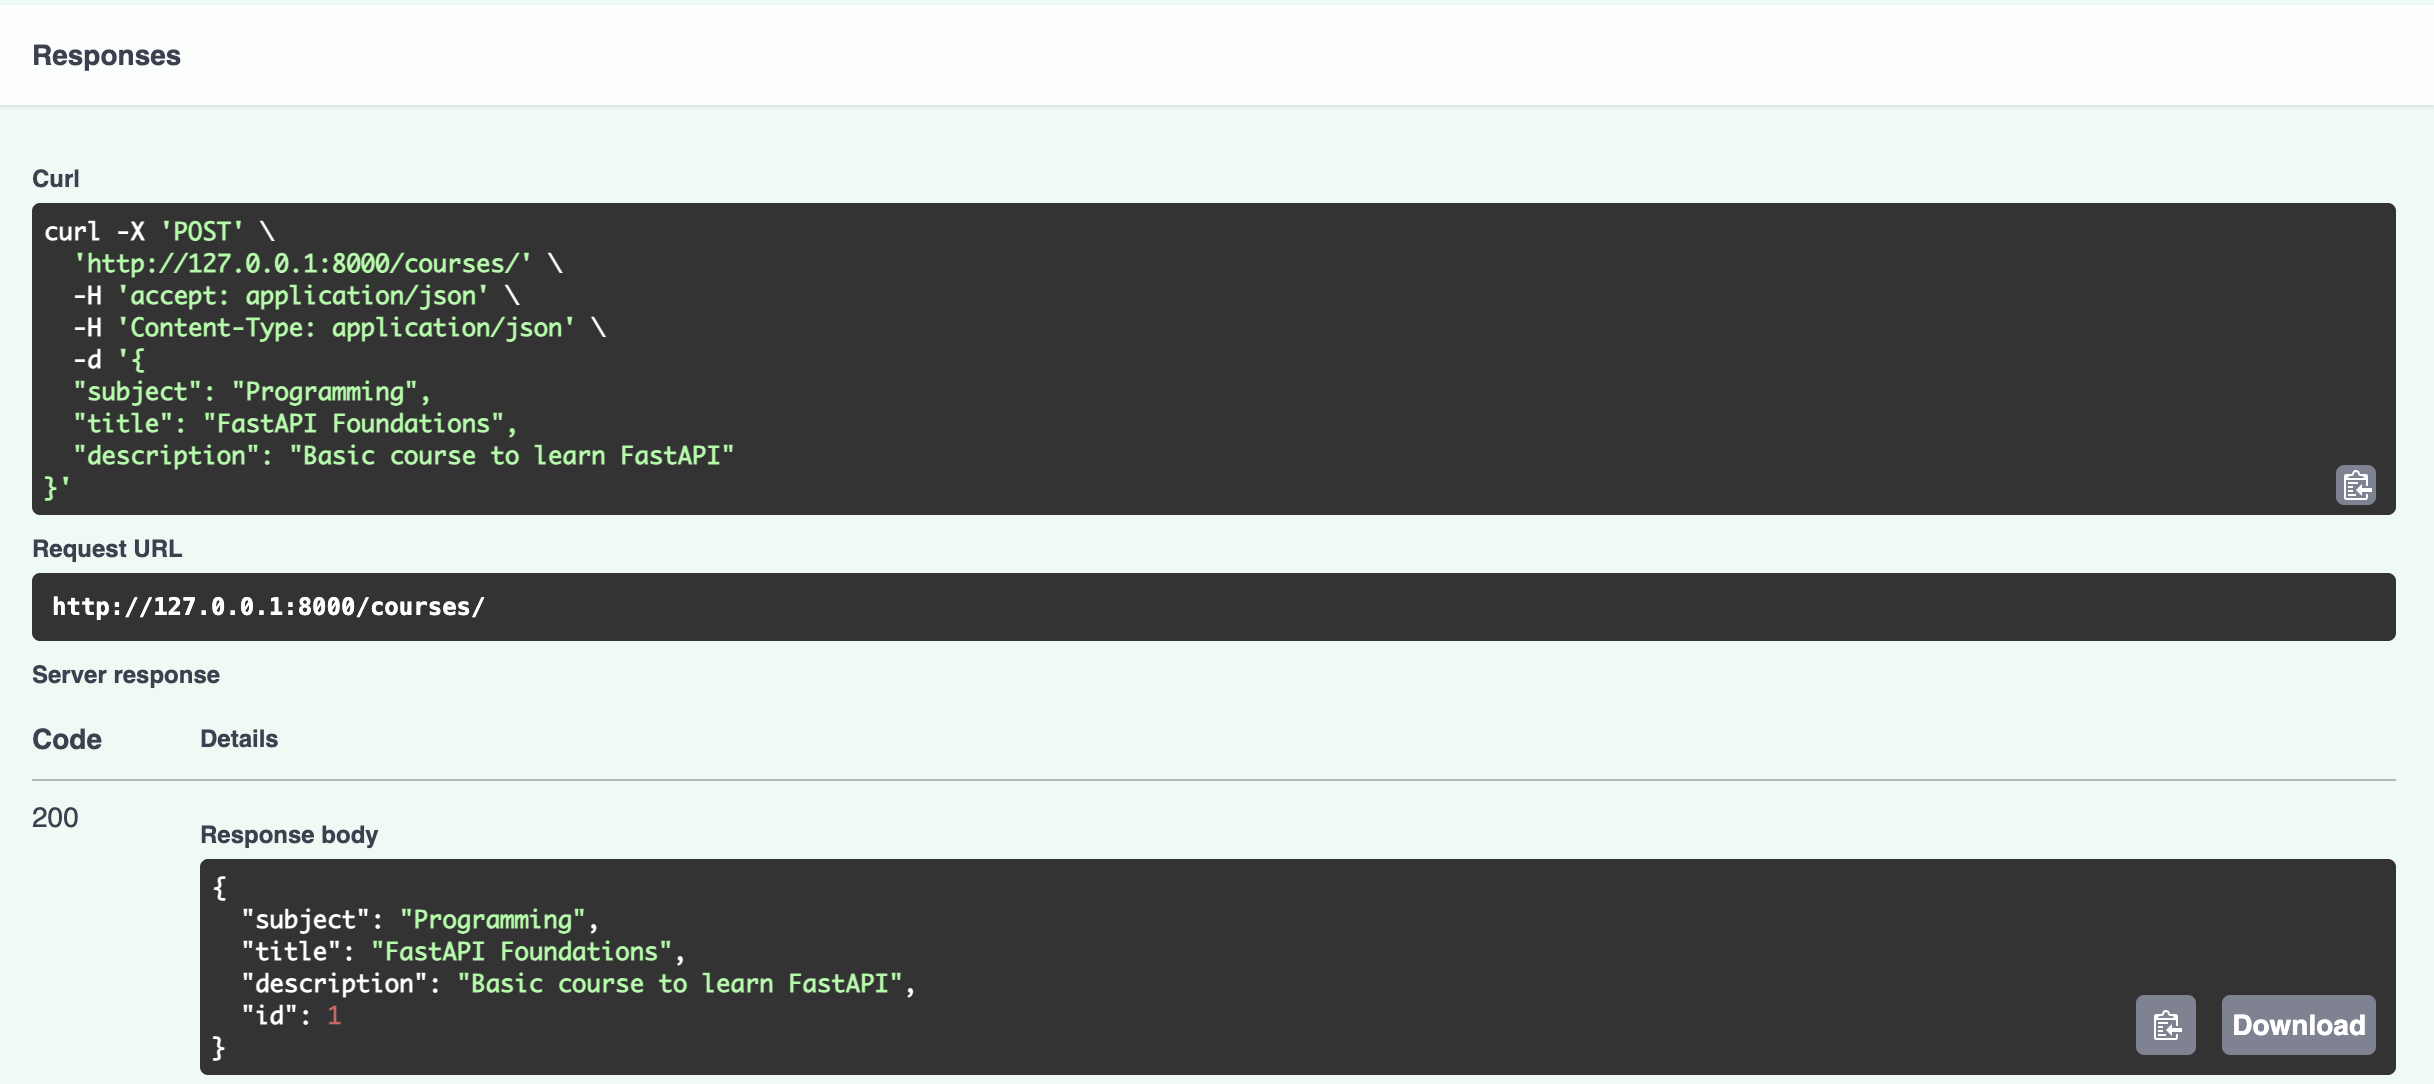 Responses
Curl
curl -X 'POST' \
  'http://127.0.0.1:8000/courses/' \
  -H 'accept: application/json' \
  -H 'Content-Type: application/json' \
  -d '{
  "subject": "Programming",
  "title": "FastAPI Foundations",
  "description": "Basic course to learn FastAPI"
}'
Request URL
http://127.0.0.1:8000/courses/
Server response
Code Details
200
Response body
{
  "subject": "Programming",
  "title": "FastAPI Foundations",
  "description": "Basic course to learn FastAPI",
  "id": 1
}
Download